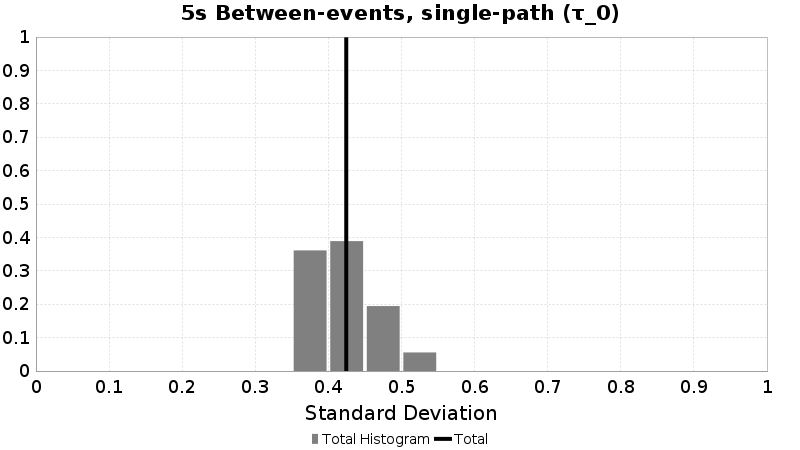 5s Between-events, single-path (τ_0)
1
0.9
0.8
0.7
0.6
0.5
0.4
0.3
0.2
0.1
0
0 0.1 0.2 0.3 0.4 0.5 0.6 0.7 0.8 0.9 1
Standard Deviation
Total Histogram Total